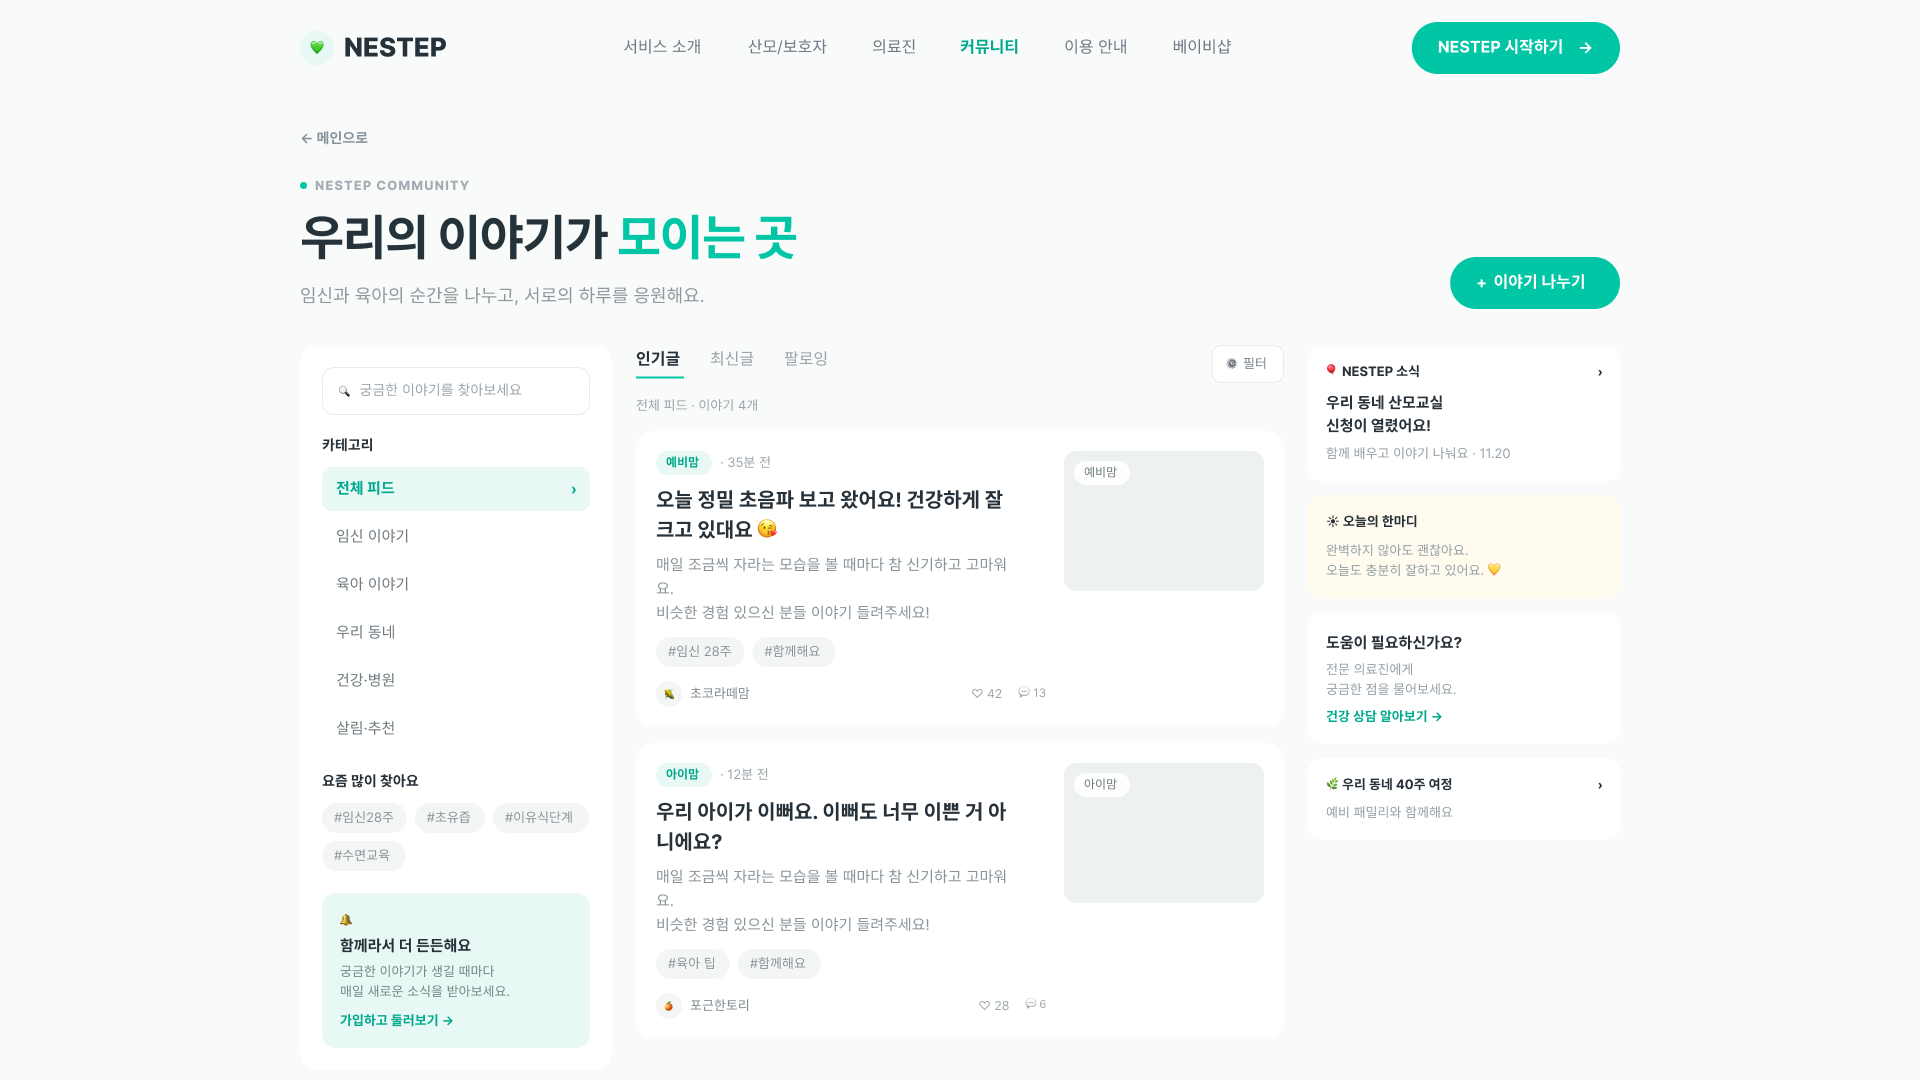 NESTEP
서비스 소개
산모/보호자
의료진
커뮤니티
이용 안내
베이비샵
NESTEP 시작하기 →
← 메인으로
NESTEP COMMUNITY
우리의 이야기가 모이는 곳
임신과 육아의 순간을 나누고, 서로의 하루를 응원해요.
+ 이야기 나누기
궁금한 이야기를 찾아보세요
카테고리
전체 피드 ›
임신 이야기
육아 이야기
우리 동네
건강·병원
살림·추천
요즘 많이 찾아요
#임신28주 #초유즙 #이유식단계
#수면교육
함께라서 더 든든해요
궁금한 이야기가 생길 때마다
매일 새로운 소식을 받아보세요.
가입하고 둘러보기 →
인기글 최신글 팔로잉
필터
전체 피드 · 이야기 4개
예비맘 · 35분 전
오늘 정밀 초음파 보고 왔어요! 건강하게 잘
크고 있대요 😘
매일 조금씩 자라는 모습을 볼 때마다 참 신기하고 고마워
요.
비슷한 경험 있으신 분들 이야기 들려주세요!
#임신 28주 #함께해요
초코라떼맘
♡ 42 💬 13
예비맘
아이맘 · 12분 전
우리 아이가 이뻐요. 이뻐도 너무 이쁜 거 아
니에요?
매일 조금씩 자라는 모습을 볼 때마다 참 신기하고 고마워
요.
비슷한 경험 있으신 분들 이야기 들려주세요!
#육아 팁 #함께해요
포근한토리
♡ 28 💬 6
아이맘
🎈 NESTEP 소식 ›
우리 동네 산모교실
신청이 열렸어요!
함께 배우고 이야기 나눠요 · 11.20
☀ 오늘의 한마디
완벽하지 않아도 괜찮아요.
오늘도 충분히 잘하고 있어요. 💛
도움이 필요하신가요?
전문 의료진에게
궁금한 점을 물어보세요.
건강 상담 알아보기 →
🌿 우리 동네 40주 여정 ›
예비 패밀리와 함께해요